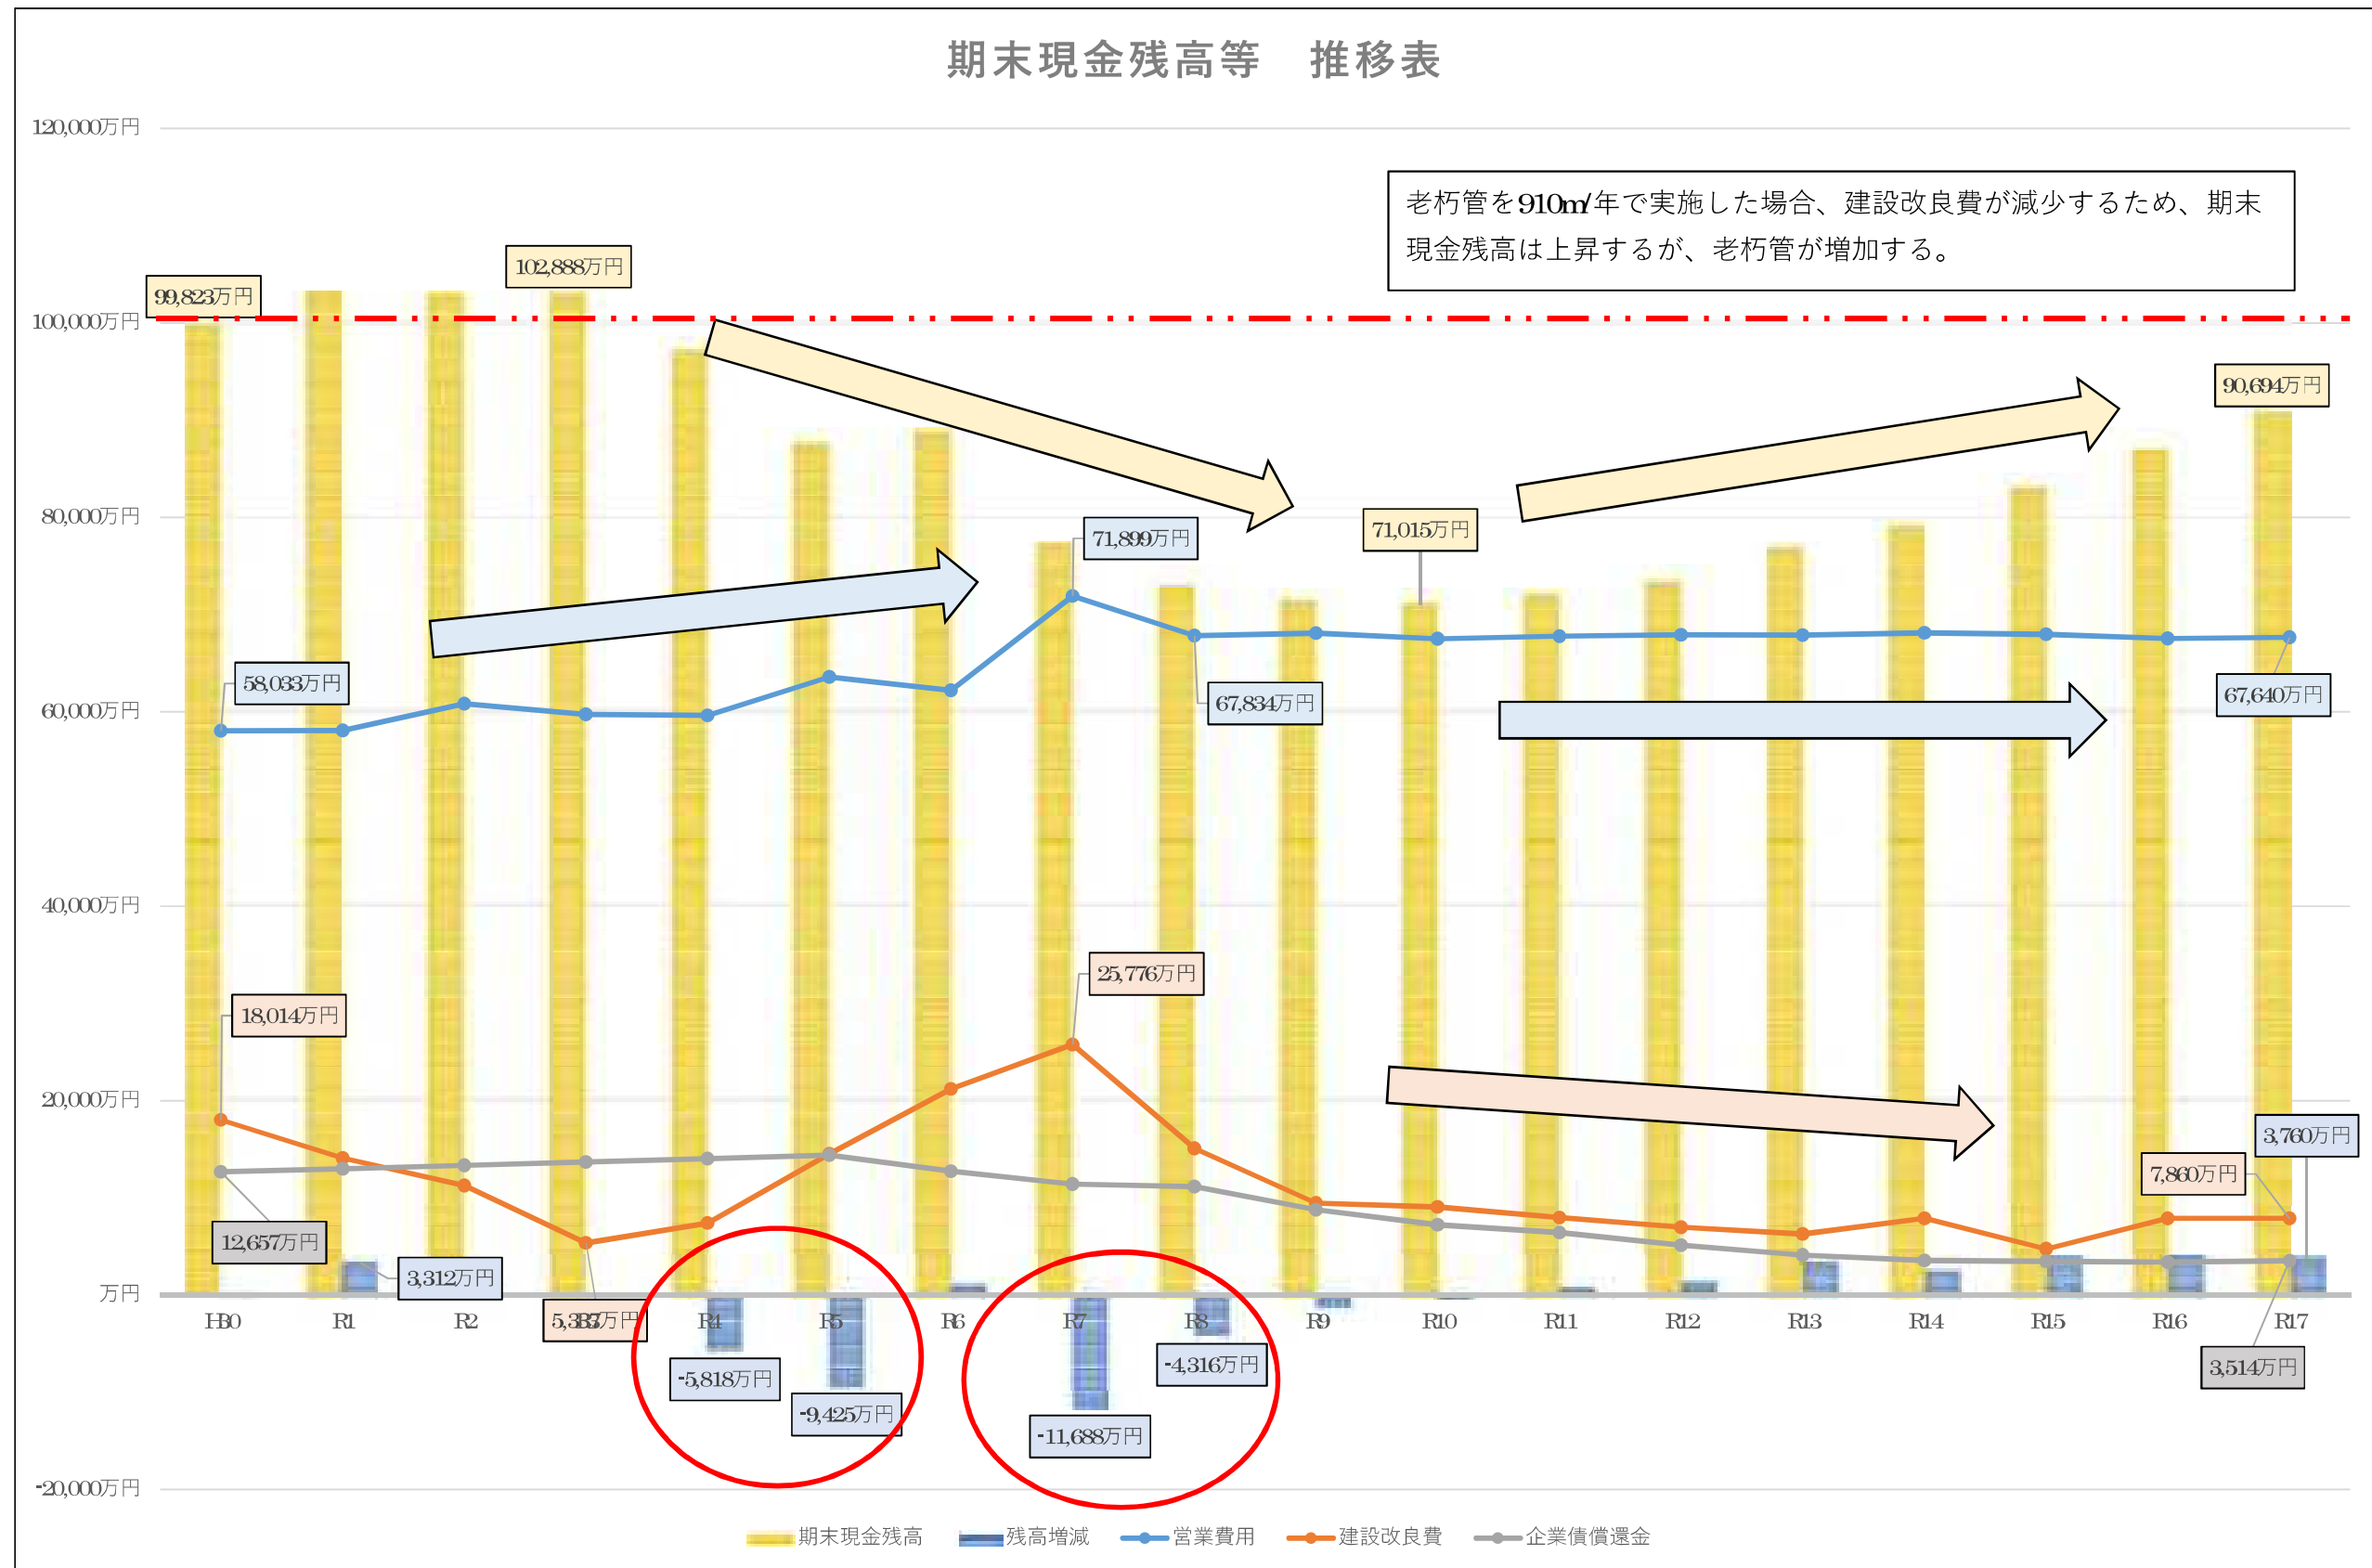 期末現金残高等　推移表
120,000万円
老朽管を910m/年で実施した場合、建設改良費が減少するため、期末
現金残高は上昇するが、老朽管が増加する。
102,888万円
99,823万円
100,000万円
90,694万円
80,000万円
71,899万円
71,015万円
58,033万円
67,834万円
67,640万円
60,000万円
40,000万円
25,776万円
18,014万円
20,000万円
3,760万円
7,860万円
12,657万円
3,312万円
万円
H30 R1 R2 R3 R4 R5 R6 R7 R8 R9 R10 R11 R12 R13 R14 R15 R16 R17
-5,818万円
-4,316万円
3,514万円
-9,425万円
-11,688万円
-20,000万円
期末現金残高 残高増減 営業費用 建設改良費 企業債償還金